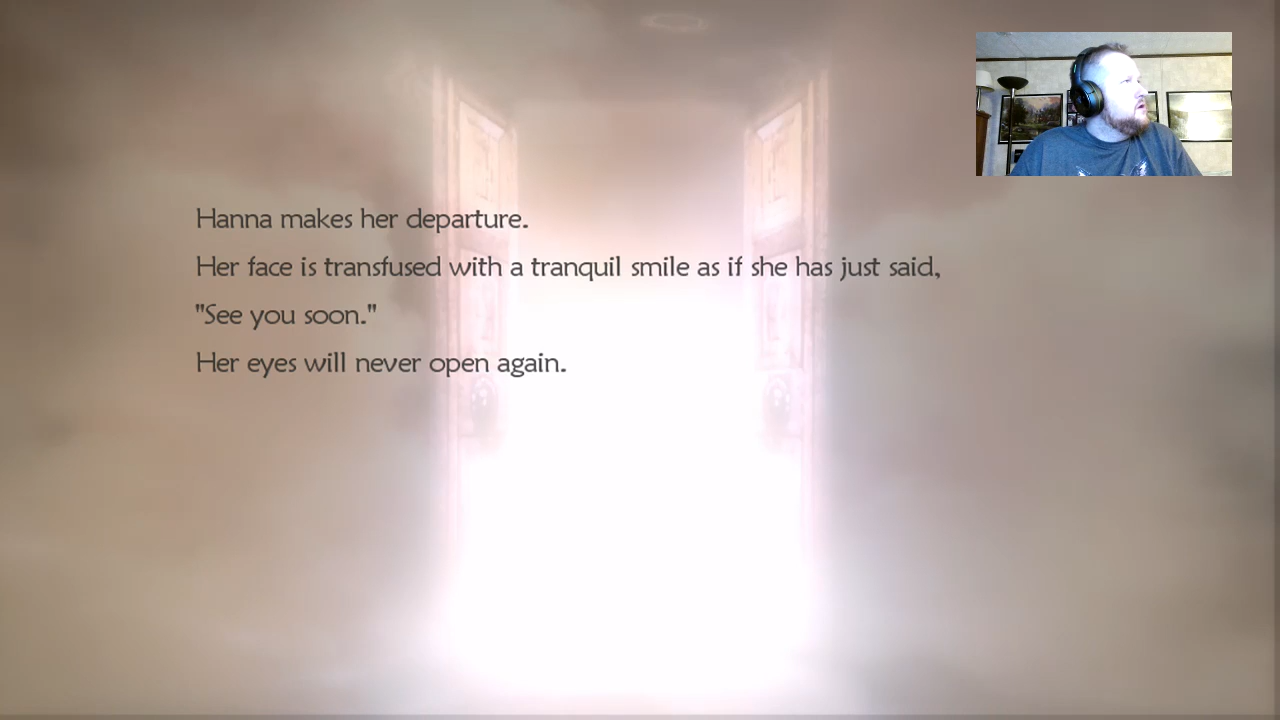 Hanna makes her departure.
Her face is transfused with a tranquil smile as if she has just said,
"See you soon."
Her eyes will never open again.